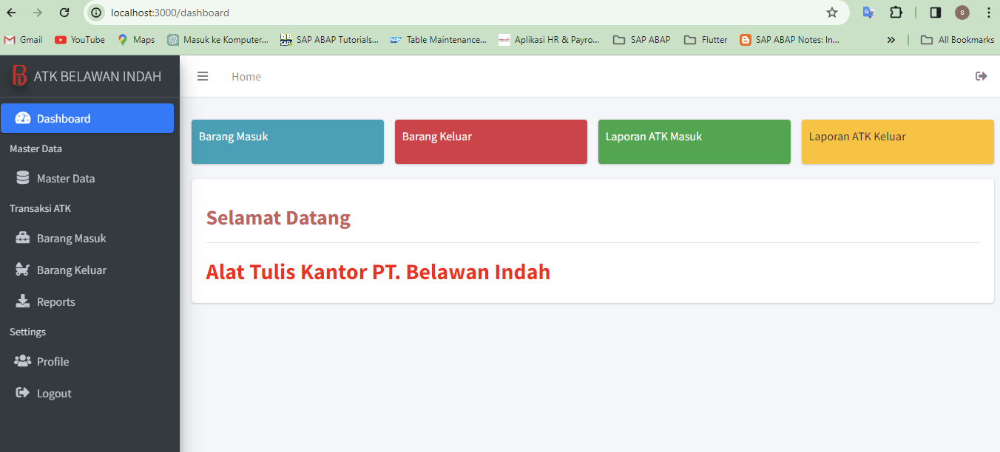 localhost:3000/dashboard
S
Gmail YouTube Maps Masuk ke Komputer... SAP ABAP Tutorials... Table Maintenance... Aplikasi HR & Payro... SAP ABAP Flutter SAP ABAP Notes: In... » All Bookmarks
ATK BELAWAN INDAH
Home
Dashboard
Master Data
Master Data
Transaksi ATK
Barang Masuk
Barang Keluar
Reports
Settings
Profile
Logout
Barang Masuk
Barang Keluar
Laporan ATK Masuk
Laporan ATK Keluar
Selamat Datang
Alat Tulis Kantor PT. Belawan Indah